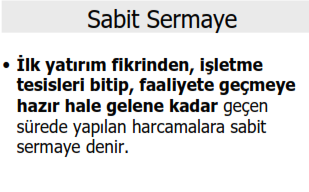 Sabit Sermaye
• İlk yatırım fikrinden, işletme
tesisleri bitip, faaliyete geçmeye
hazır hale gelene kadar geçen
sürede yapılan harcamalara sabit
sermaye denir.